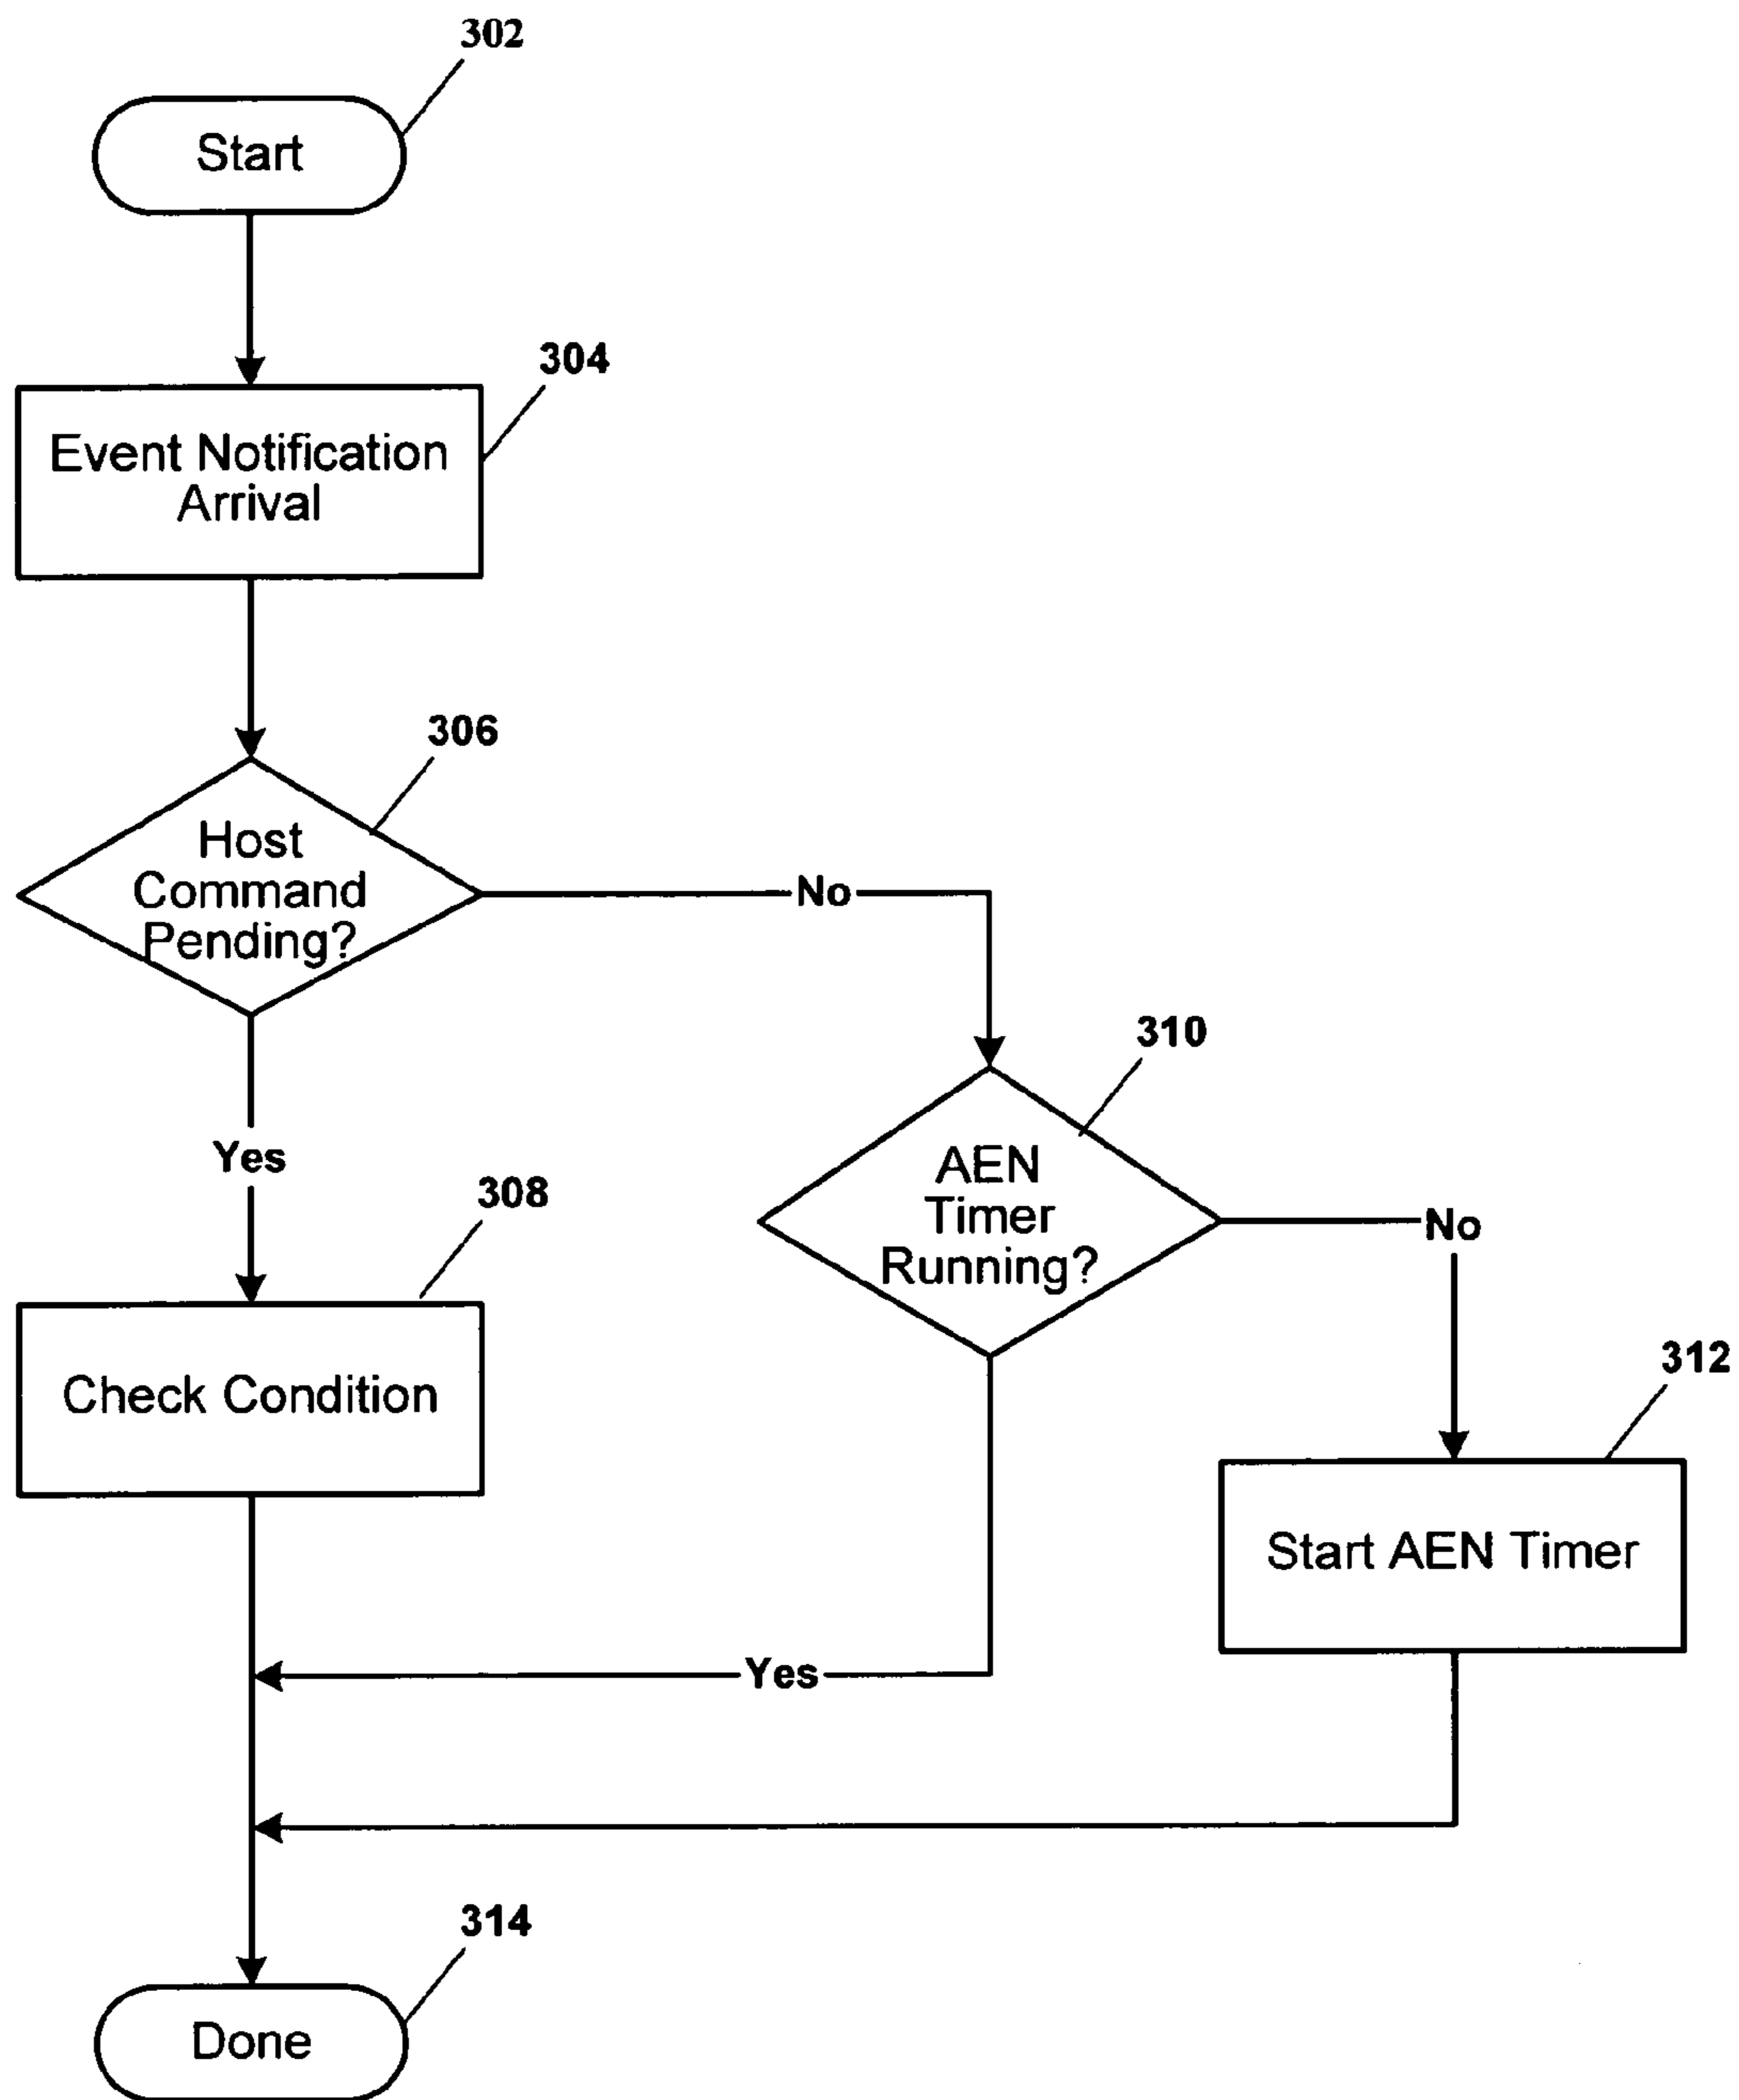 302
Start
304
Event Notification
Arrival
306
Host
Command
Pending?
No
310
Yes
AEN
Timer
Running?
308
No
Check Condition
312
Start AEN Timer
Yes
314
Done